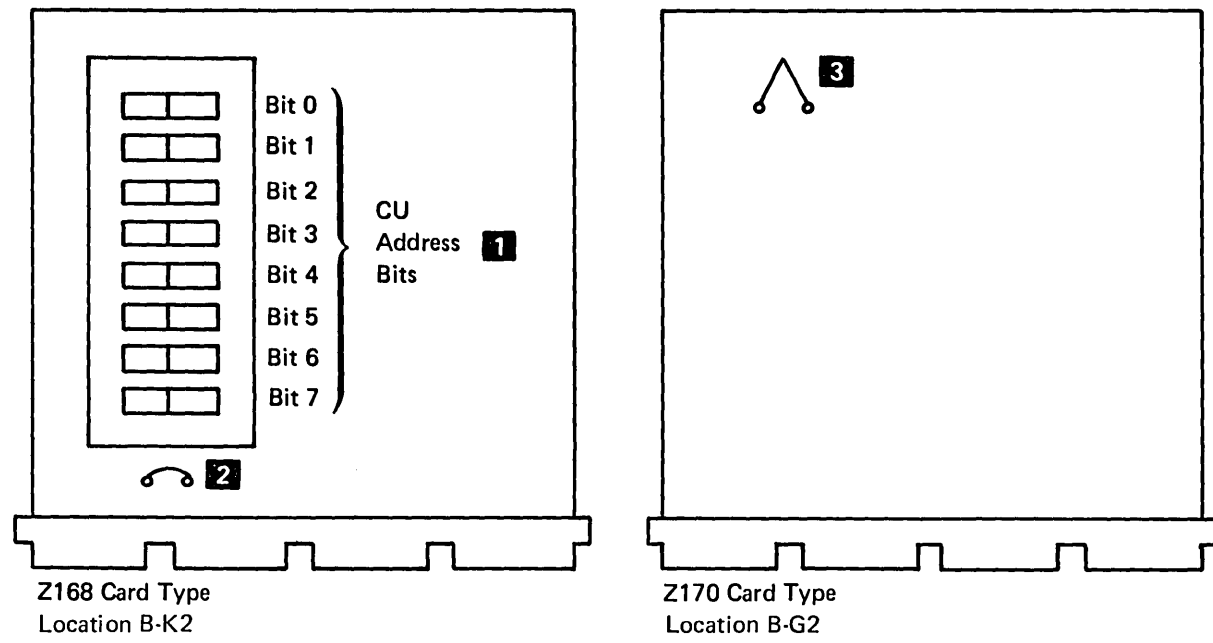 Bit 0
Bit 1
Bit 2
Bit 3
Bit 4
Bit 5
Bit 6
Bit 7
CU
Address
Bits
1
2
Z168 Card Type
Location B-K2
3
Z170 Card Type
Location B-G2